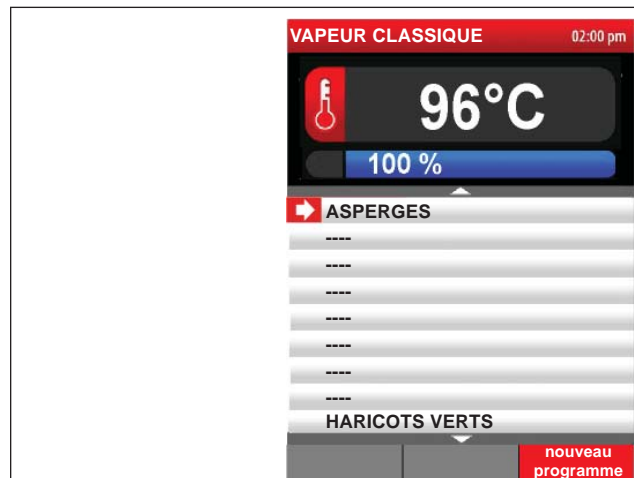 VAPEUR CLASSIQUE 02:00 pm
96°C
100 %
ASPERGES
----
----
----
----
----
----
----
HARICOTS VERTS
nouveau
programme